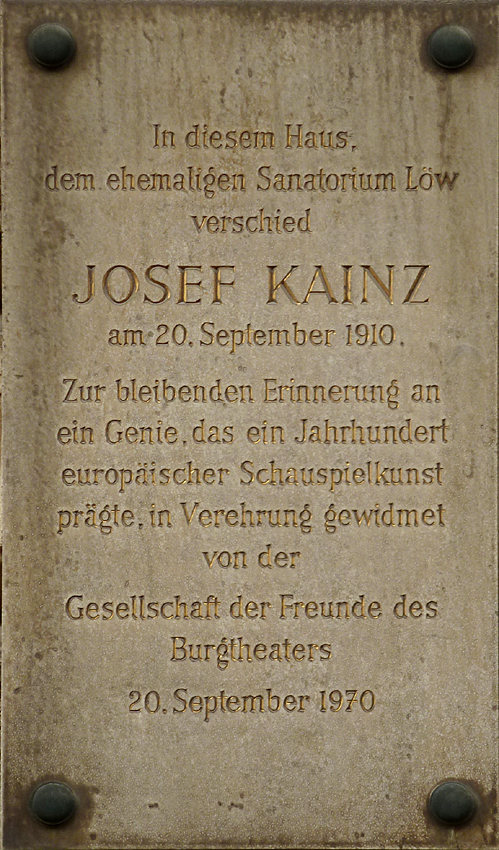 In diesem Haus,
dem ehemaligen Sanatorium Löw
verschied
JOSEF KAINZ
am 20. September 1910.
Zur bleibenden Erinnerung an
ein Genie, das ein Jahrhundert
europäischer Schauspielkunst
prägte, in Verehrung gewidmet
von der
Gesellschaft der Freunde des
Burgtheaters
20. September 1970